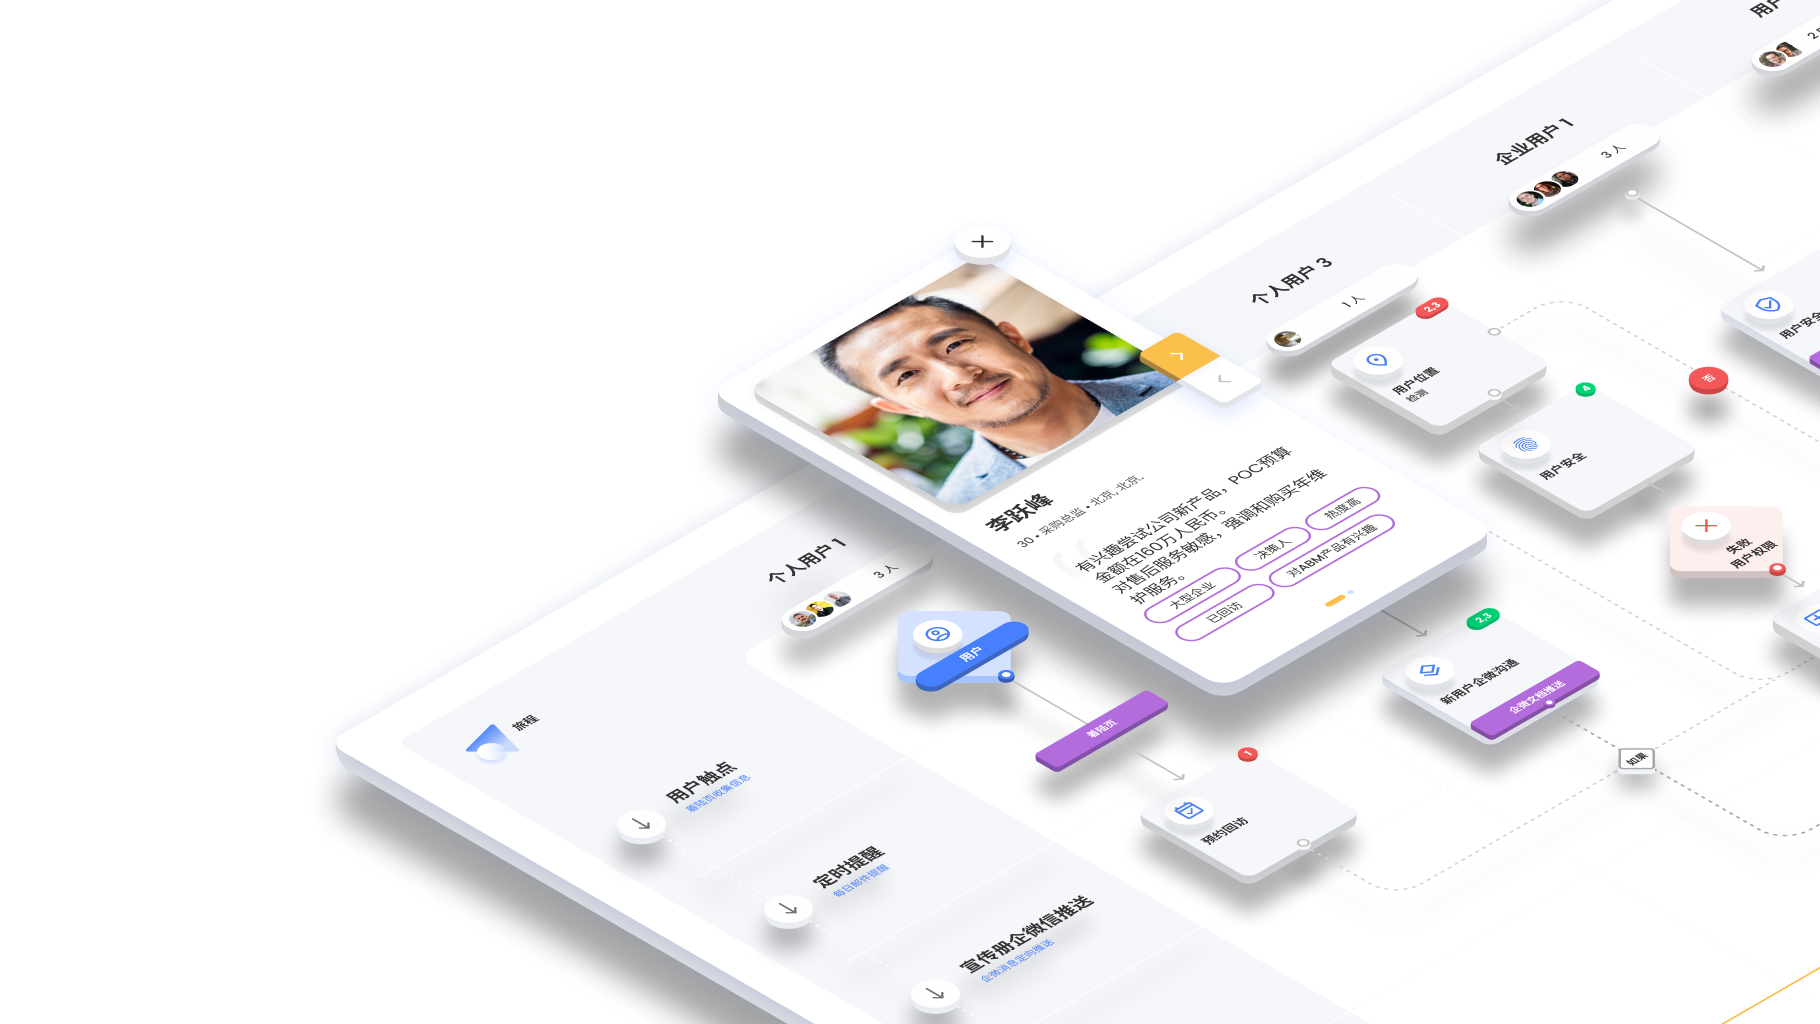 用户
企业用户 1
3 人
个人用户 3
1 人
2,3
用户位置
检测
4
用户安全
否
用户安全
失败
用户权限
李跃峰
30 • 采购总监 • 北京, 北京.
有兴趣尝试公司新产品，POC预算
金额在160万人民币。
对售后服务敏感，强调和购买年维
护服务。
大型企业
决策人
热度高
已回访
对ABM产品有兴趣
个人用户 1
3 人
用户
着陆页
2,3
新用户企微沟通
企微文档推送
如果
1
预约回访
旅程
用户触点
着陆页收集信息
定时提醒
每日邮件提醒
宣传册企微信推送
企微消息定向推送